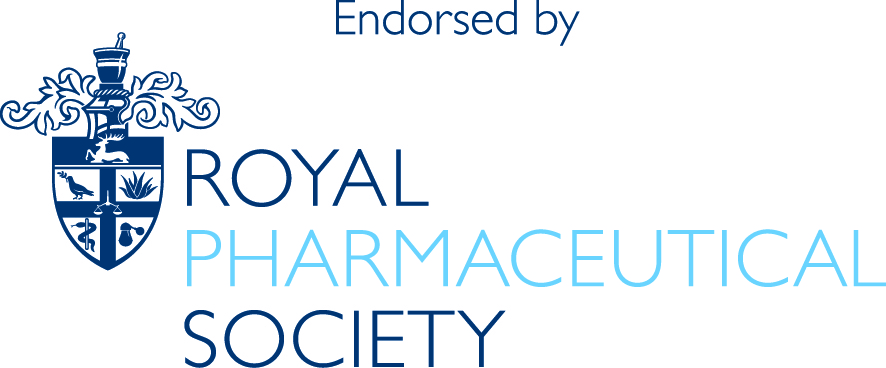 Endorsed by
ROYAL
PHARMACEUTICAL
SOCIETY